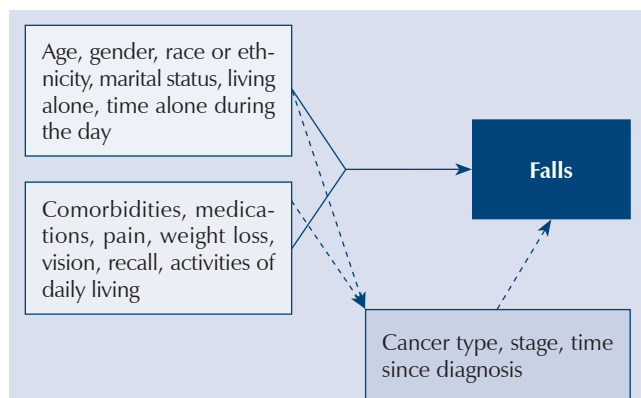 Age, gender, race or eth-
nicity, marital status, living
alone, time alone during
the day
Comorbidities, medica-
tions, pain, weight loss,
vision, recall, activities of
daily living
Falls
Cancer type, stage, time
since diagnosis